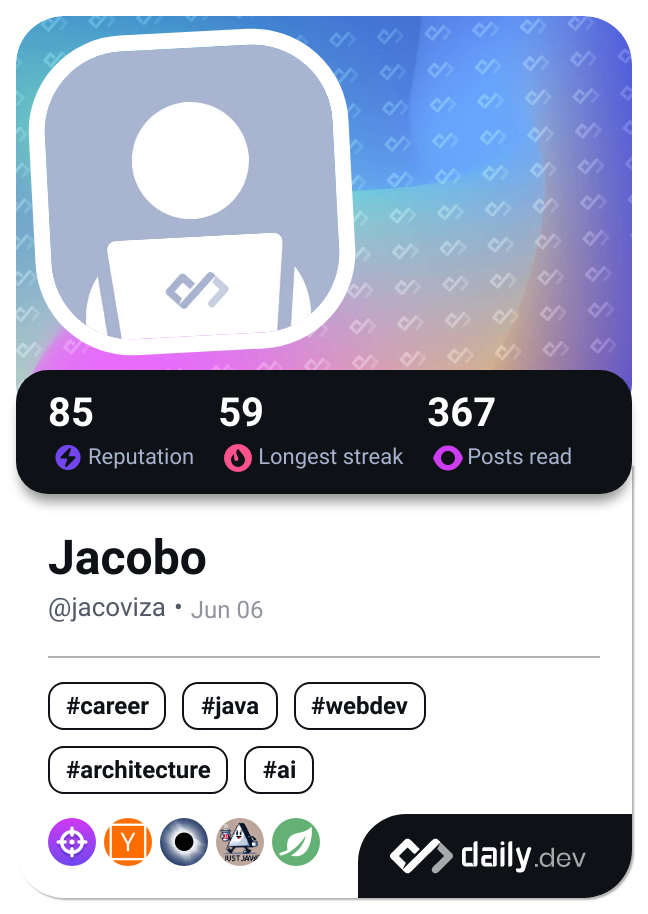 85 59 367
Reputation Longest streak Posts read
Jacobo
@jacoviza • Jun 06
#career #java #webdev
#architecture #ai
Y
JUST JAVA
daily.dev